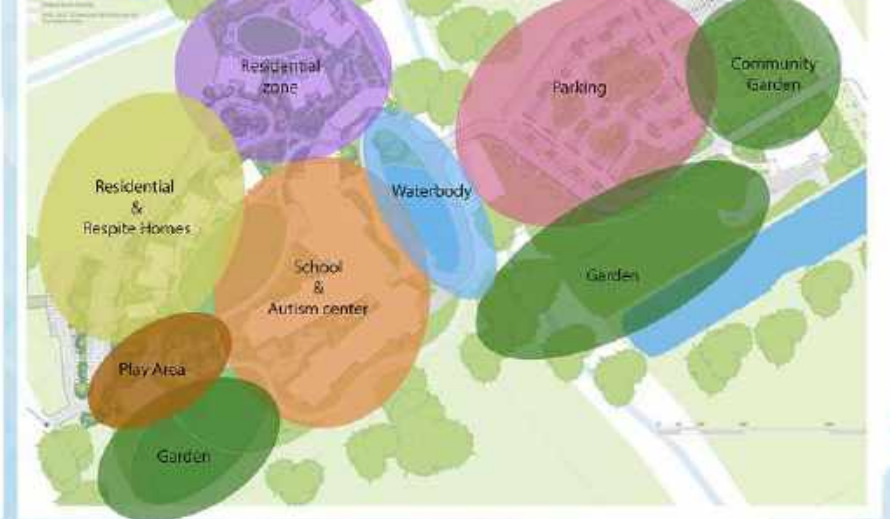 Residential
zone
Parking
Community
Garden
Residential
&
Respite Homes
Waterbody
School
&
Autism center
Garden
Play Area
Garden